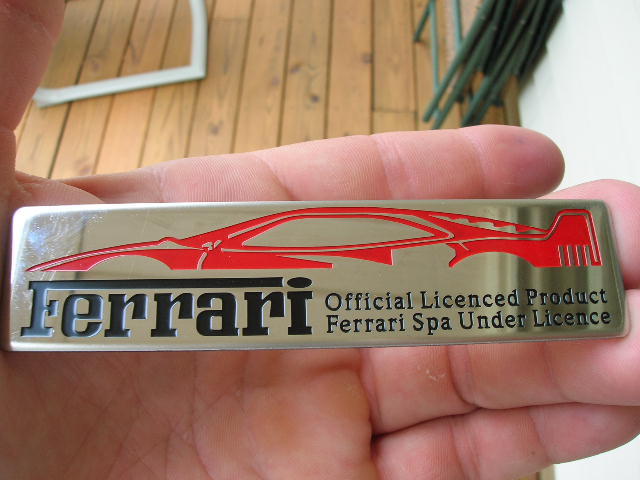 Ferrari
Official Licenced Product
Ferrari Spa Under Licence